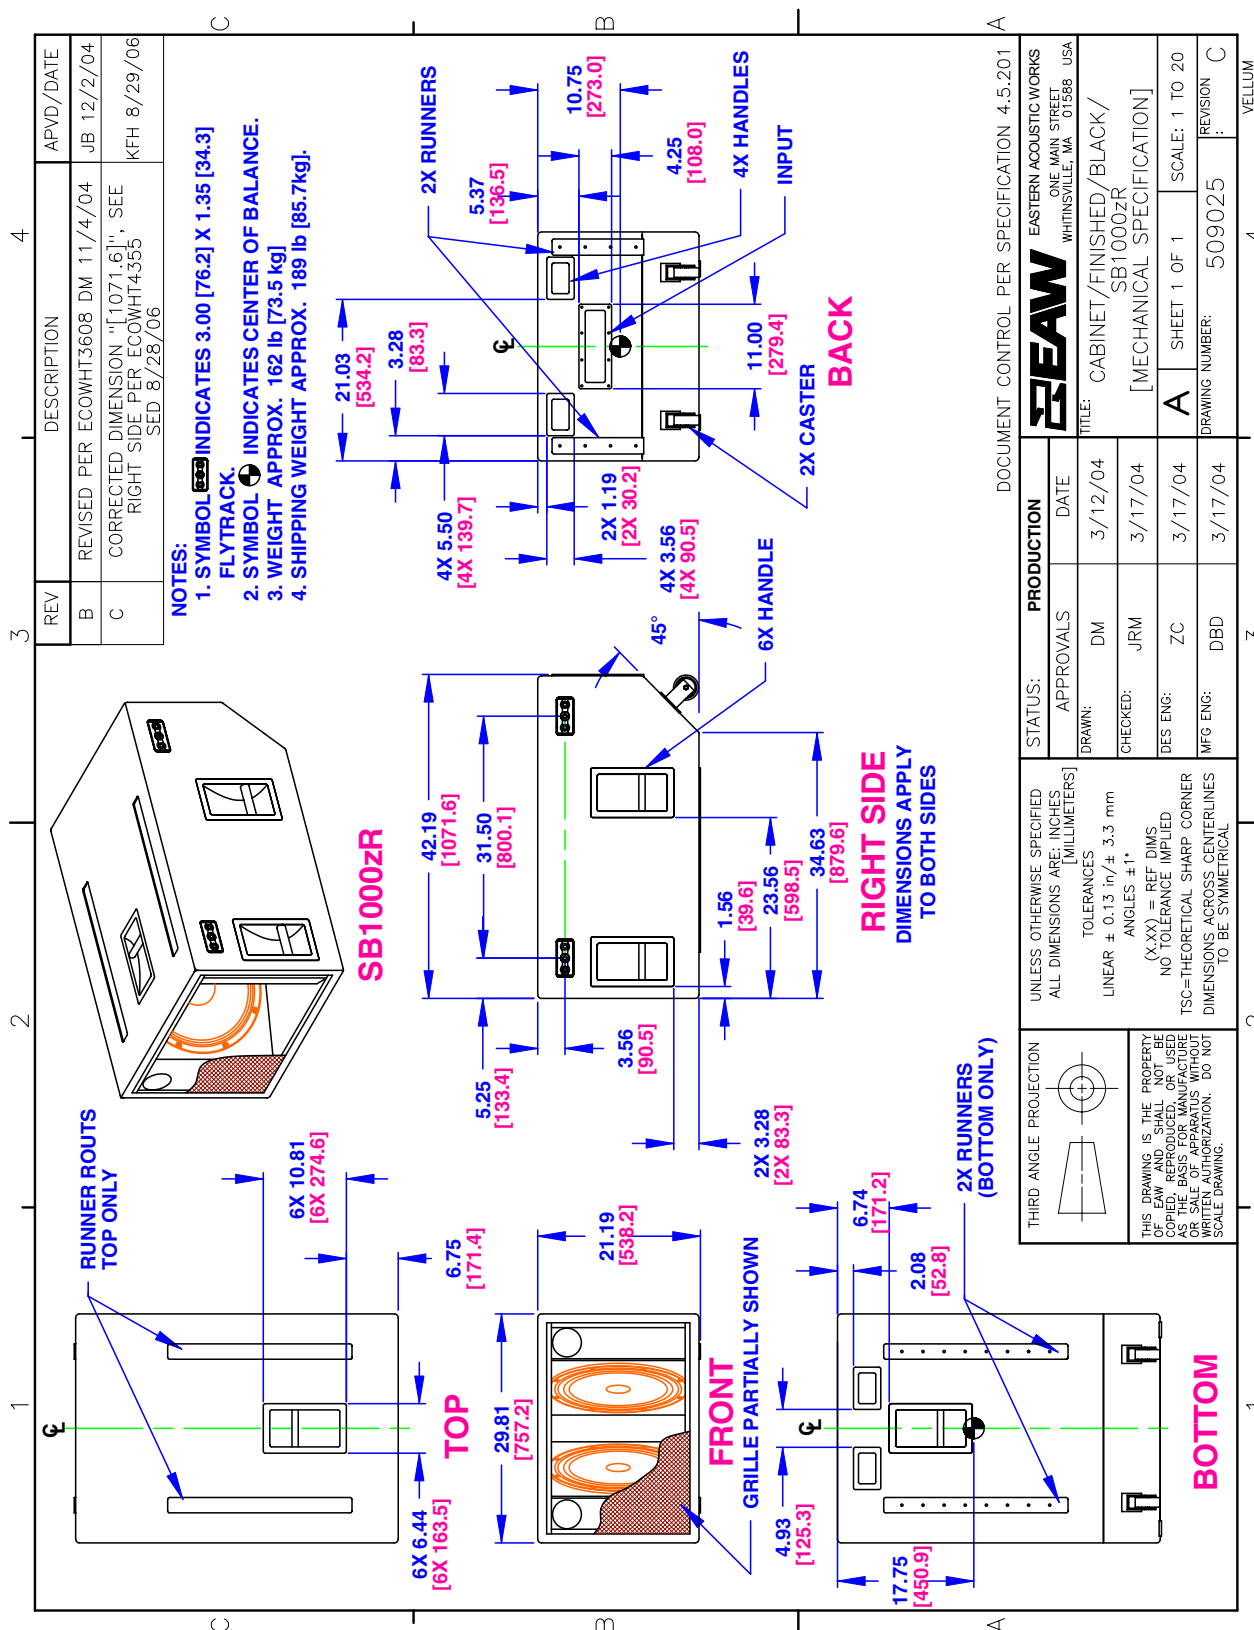 REV
DESCRIPTION
APVD/DATE
B
REVISED PER ECOWHT3608 DM 11/4/04
JB 12/2/04
C
CORRECTED DIMENSION "[1071.6]", SEE
RIGHT SIDE PER ECOWHT4355
SED 8/28/06
KFH 8/29/06
NOTES:
1. SYMBOL INDICATES 3.00 [76.2] X 1.35 [34.3]
FLYTRACK.
2. SYMBOL INDICATES CENTER OF BALANCE.
3. WEIGHT APPROX. 162 lb [73.5 kg]
4. SHIPPING WEIGHT APPROX. 189 lb [85.7kg].
1
2
3
4
C
B
A
SB1000zR
RUNNER ROUTS
TOP ONLY
6X 10.81
[6X 274.6]
6.75
[171.4]
6X 6.44
[6X 163.5]
TOP
29.81
[757.2]
21.19
[538.2]
FRONT
GRILLE PARTIALLY SHOWN
42.19
[1071.6]
31.50
[800.1]
5.25
[133.4]
3.56
[90.5]
2X 3.28
[2X 83.3]
1.56
[39.6]
23.56
[598.5]
34.63
[879.6]
45°
6X HANDLE
RIGHT SIDE
DIMENSIONS APPLY
TO BOTH SIDES
2X RUNNERS
21.03
[534.2]
3.28
[83.3]
4X 5.50
[4X 139.7]
2X 1.19
[2X 30.2]
4X 3.56
[4X 90.5]
5.37
[136.5]
10.75
[273.0]
4.25
[108.0]
4X HANDLES
INPUT
11.00
[279.4]
2X CASTER
BACK
4.93
[125.3]
17.75
[450.9]
6.74
[171.2]
2.08
[52.8]
2X RUNNERS
(BOTTOM ONLY)
BOTTOM
DOCUMENT CONTROL PER SPECIFICATION 4.5.201
THIRD ANGLE PROJECTION
THIS DRAWING IS THE PROPERTY
OF EAW AND SHALL NOT BE
COPIED, REPRODUCED, OR USED
AS THE BASIS FOR MANUFACTURE
OR SALE OF APPARATUS WITHOUT
WRITTEN AUTHORIZATION. DO NOT
SCALE DRAWING.
UNLESS OTHERWISE SPECIFIED
ALL DIMENSIONS ARE: INCHES
[MILLIMETERS]
TOLERANCES
LINEAR ± 0.13 in/± 3.3 mm
ANGLES ±1°
(X.XX) = REF DIMS
NO TOLERANCE IMPLIED
TSC=THEORETICAL SHARP CORNER
DIMENSIONS ACROSS CENTERLINES
TO BE SYMMETRICAL
STATUS: PRODUCTION
APPROVALS
DATE
DRAWN: DM 3/12/04
CHECKED: JRM 3/17/04
DES ENG: ZC 3/17/04
MFG ENG: DBD 3/17/04
EAW
EASTERN ACOUSTIC WORKS
ONE MAIN STREET
WHITINSVILLE, MA 01588 USA
TITLE:
CABINET/FINISHED/BLACK/
SB1000zR
[MECHANICAL SPECIFICATION]
A
SHEET 1 OF 1
SCALE: 1 TO 20
DRAWING NUMBER:
509025
REVISION
:
C
1
2
3
4
C
B
A
VELLUM